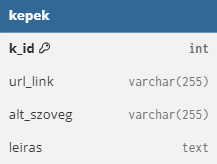 kepek
k_id int
url_link varchar(255)
alt_szoveg varchar(255)
leiras text